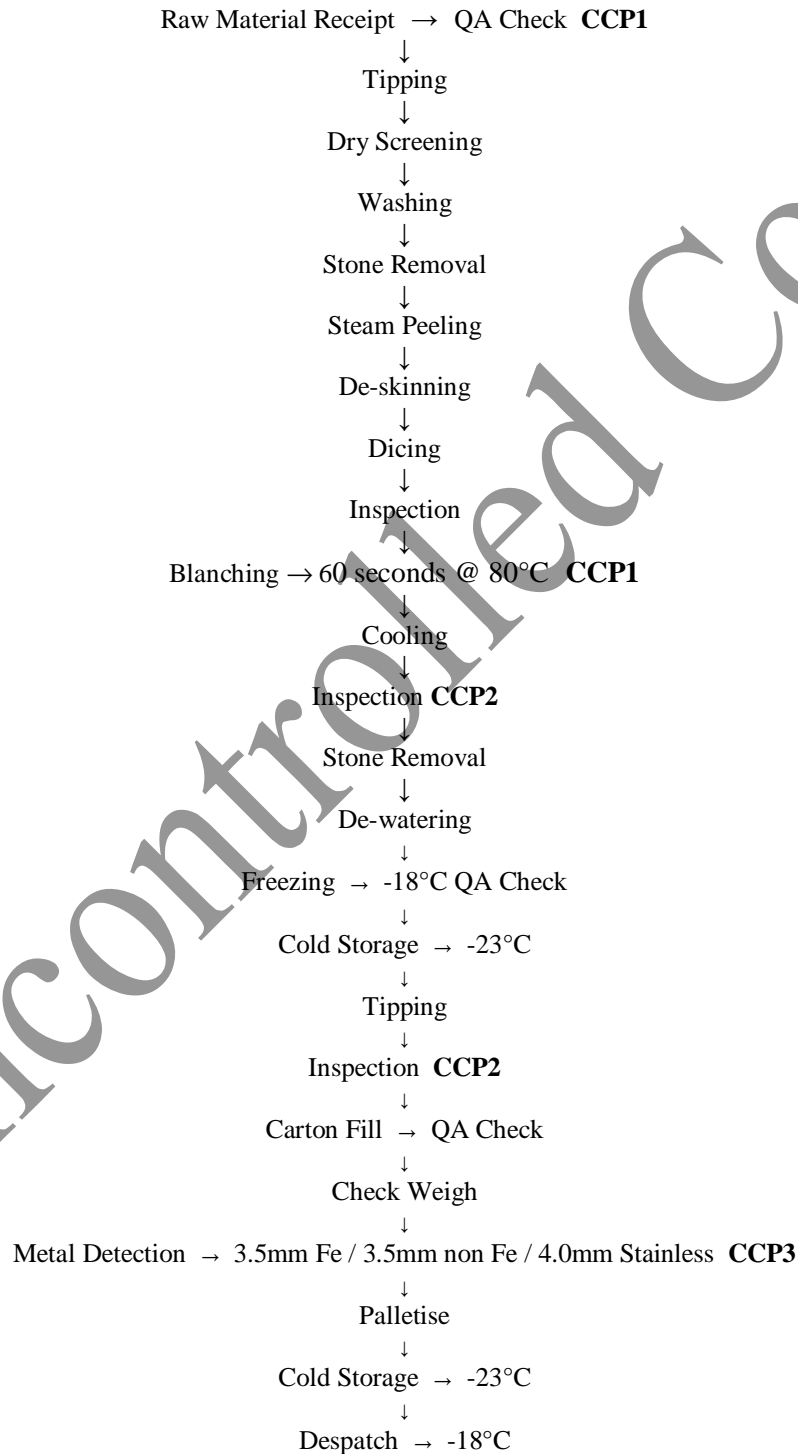 Raw Material Receipt → QA Check CCP1
↓
Tipping
↓
Dry Screening
↓
Washing
↓
Stone Removal
↓
Steam Peeling
↓
De-skinning
↓
Dicing
↓
Inspection
↓
Blanching → 60 seconds @ 80°C CCP1
↓
Cooling
↓
Inspection CCP2
↓
Stone Removal
↓
De-watering
↓
Freezing → -18°C QA Check
↓
Cold Storage → -23°C
↓
Tipping
↓
Inspection CCP2
↓
Carton Fill → QA Check
↓
Check Weigh
↓
Metal Detection → 3.5mm Fe / 3.5mm non Fe / 4.0mm Stainless CCP3
↓
Palletise
↓
Cold Storage → -23°C
↓
Despatch → -18°C
ncontrolled Co